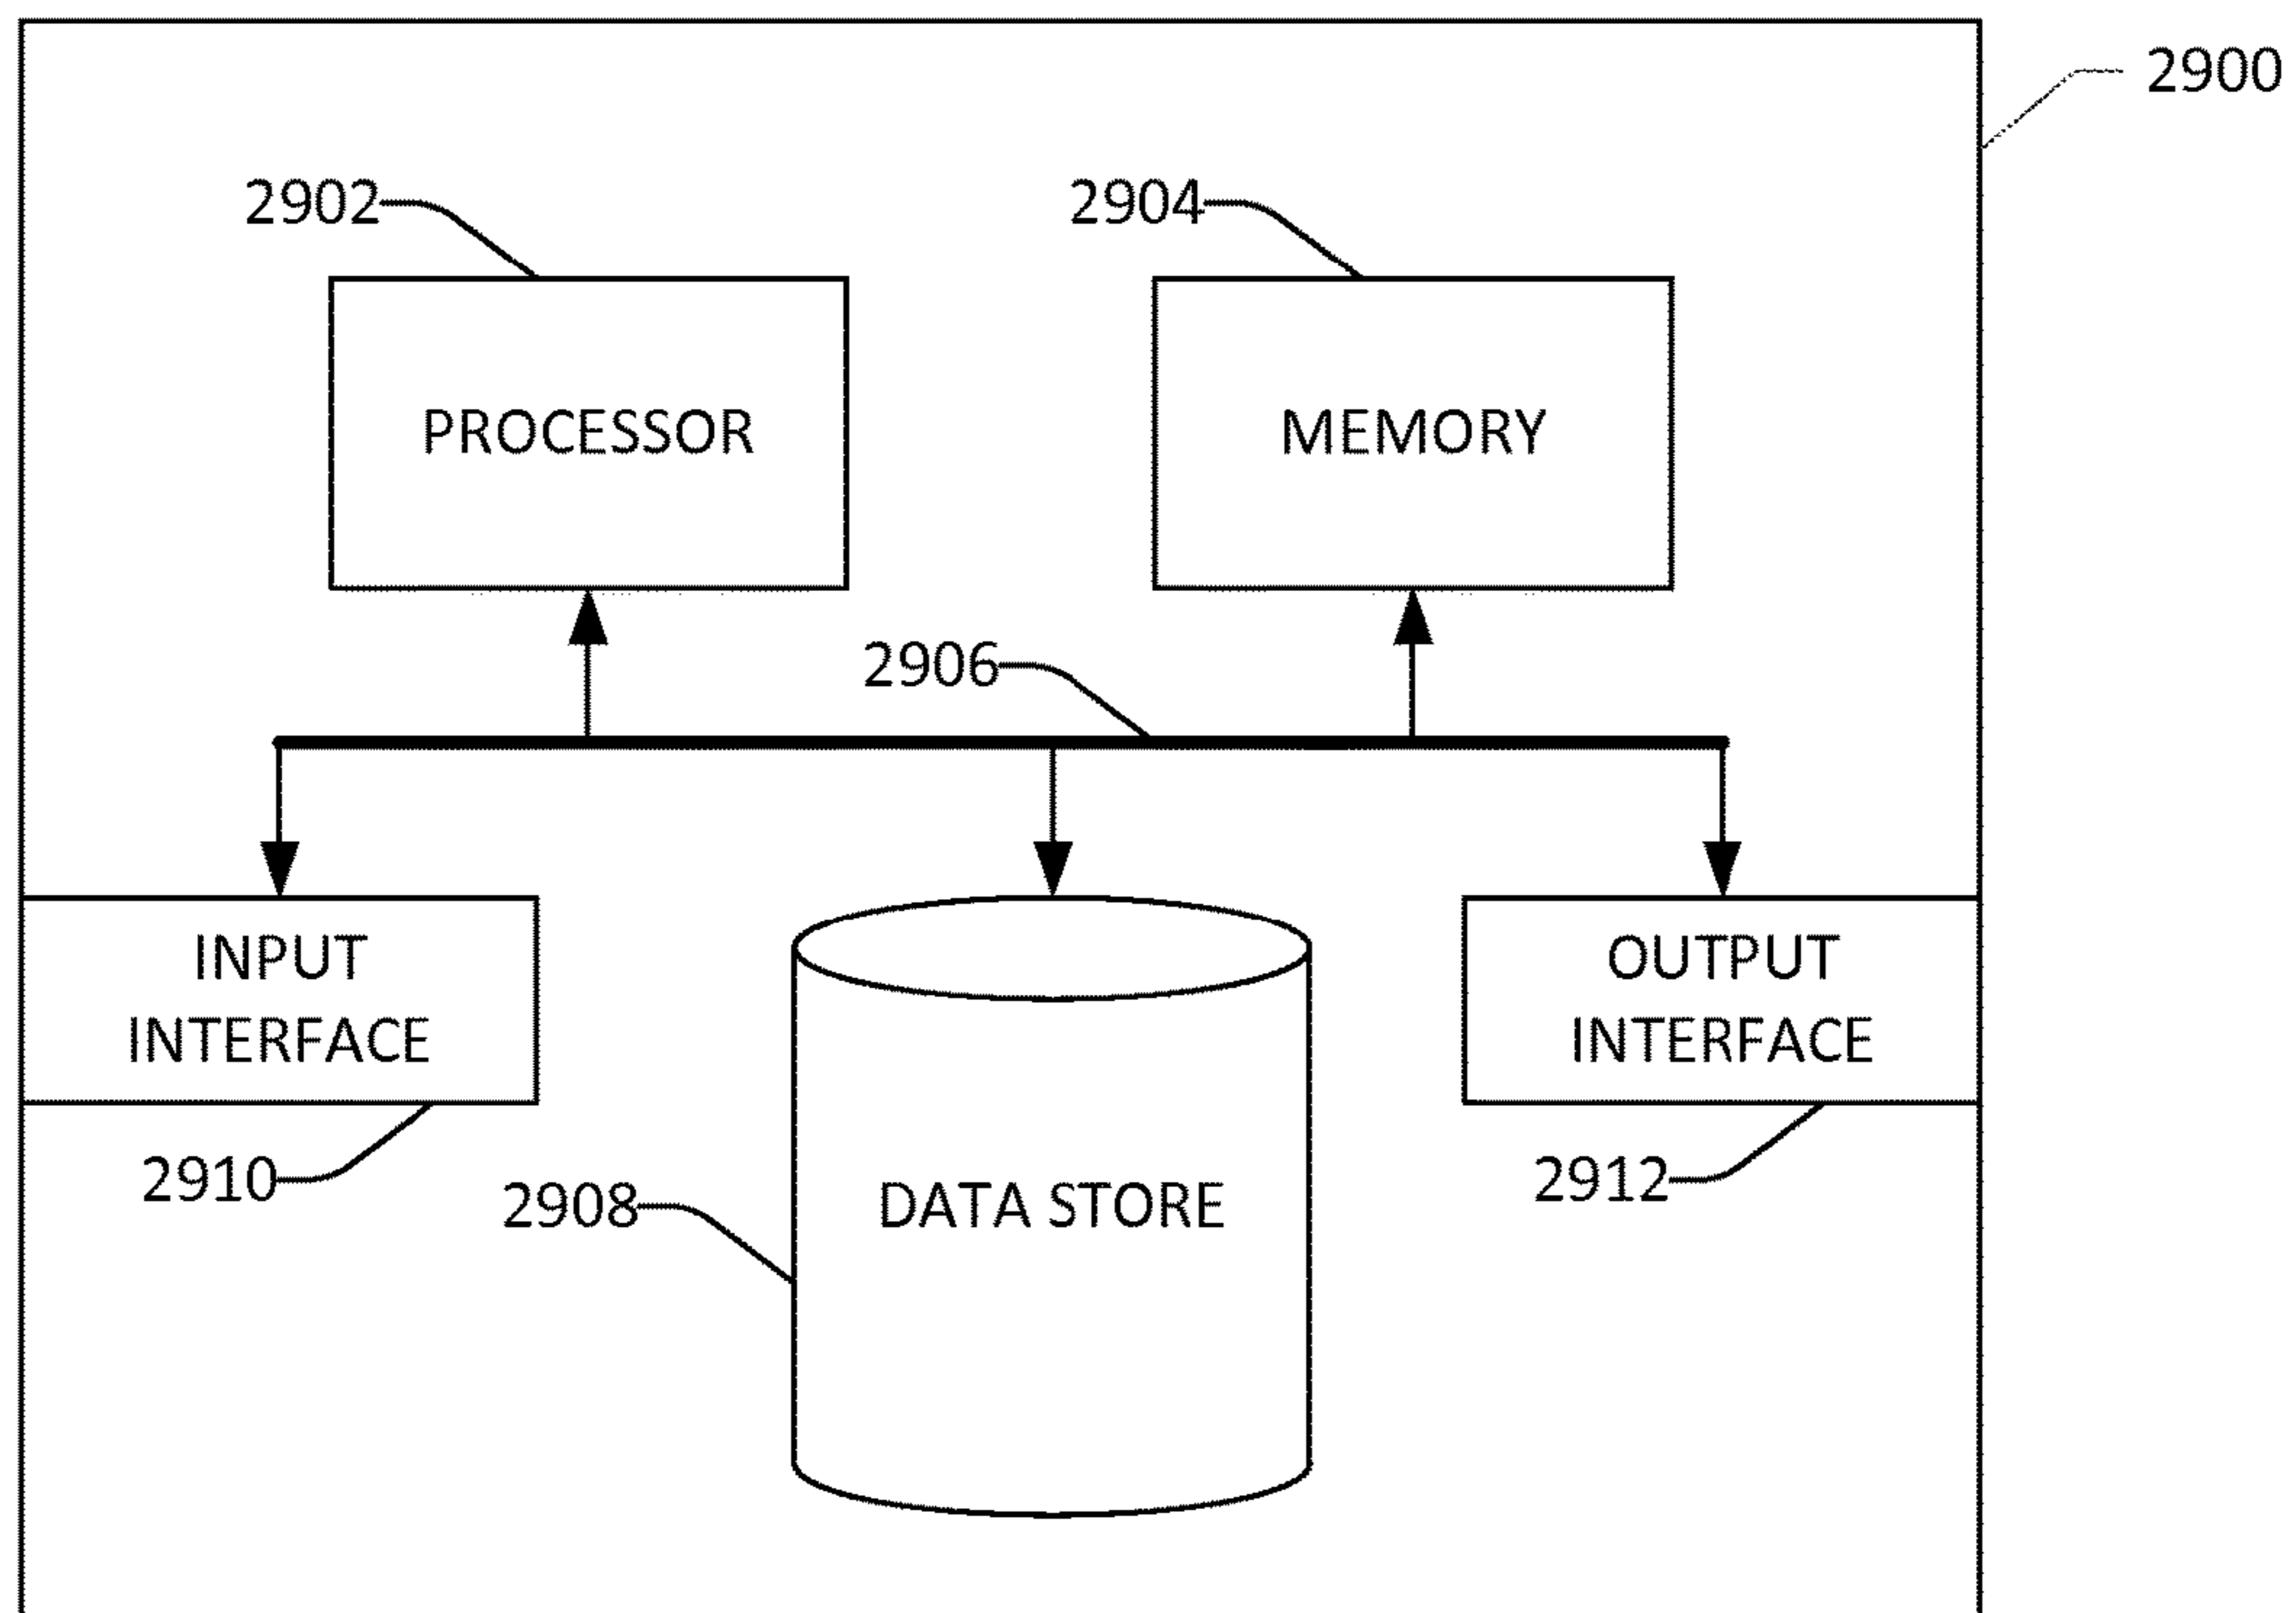 2900
2902
2904
PROCESSOR
MEMORY
2906
INPUT
INTERFACE
OUTPUT
INTERFACE
2910
2908
DATA STORE
2912